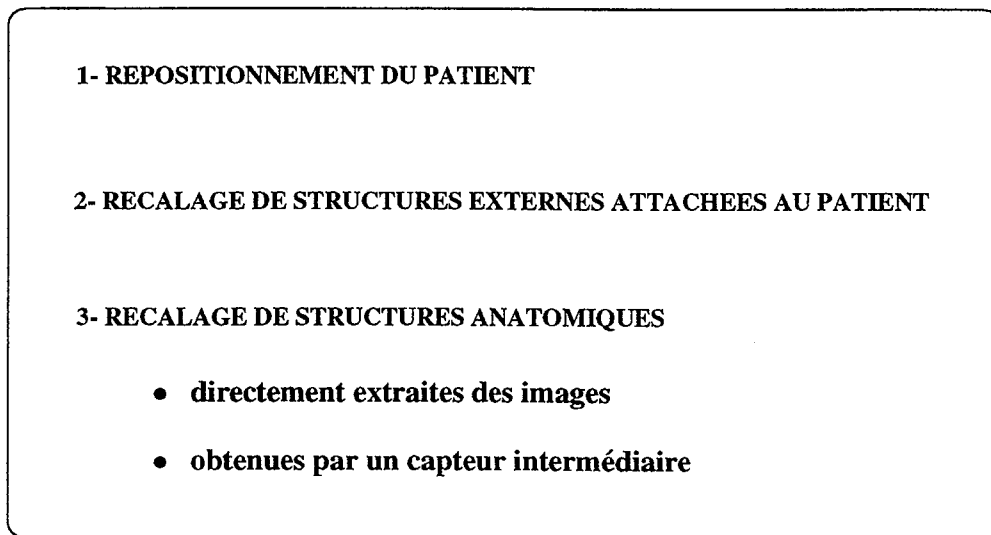 1- REPOSITIONNEMENT DU PATIENT
2- RECALAGE DE STRUCTURES EXTERNES ATTACHEES AU PATIENT
3- RECALAGE DE STRUCTURES ANATOMIQUES
• directement extraites des images
• obtenues par un capteur intermédiaire